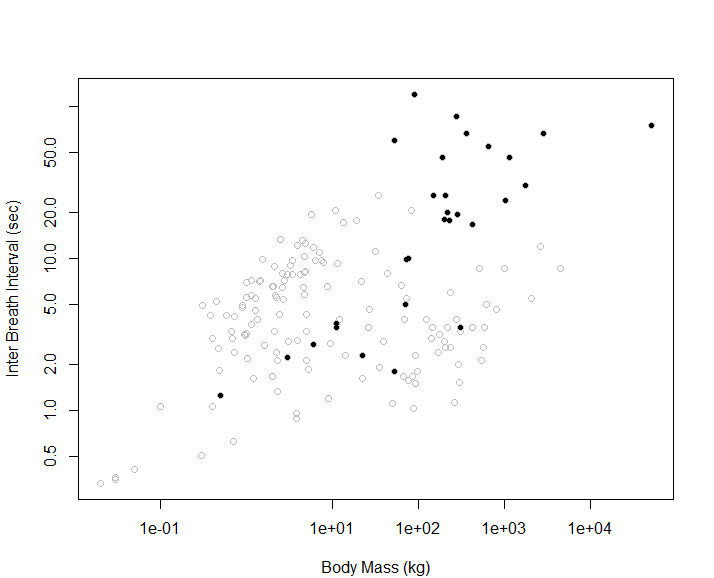 Inter Breath Interval (sec)
50.0
20.0
10.0
5.0
2.0
1.0
0.5
1e-01
1e+01
1e+02
1e+03
1e+04
Body Mass (kg)